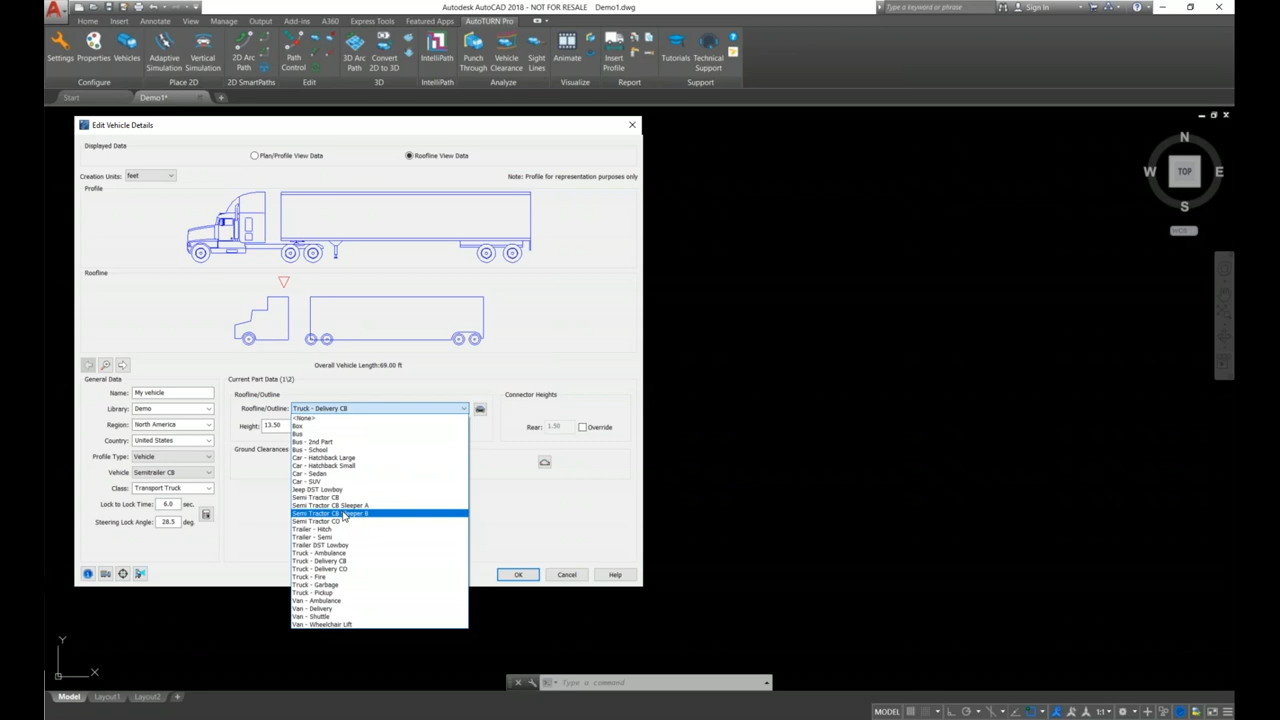 Autodesk AutoCAD 2018 - NOT FOR RESALE Demo1.dwg
Type a keyword or phrase
Sign In
Home Insert Annotate View Manage Output Add-ins A360 Express Tools Featured Apps AutoTURN Pro
Settings Properties Vehicles Adaptive Simulation Vertical Simulation 2D Arc Path Path Control 3D Arc Path Convert 2D to 3D IntelliPath Punch Through Vehicle Clearance Sight Lines Animate Insert Profile Tutorials Technical Support
Configure Place 2D 2D SmartPaths Edit 3D IntelliPath Analyze Visualize Report Support
Start Demo1*
Edit Vehicle Details
Displayed Data
Plan/Profile View Data Roofline View Data
Creation Units: feet
Note: Profile for representation purposes only
Profile
Roofline
Overall Vehicle Length:69.00 ft
General Data
Name: My vehicle
Library: Demo
Region: North America
Country: United States
Profile Type: Vehicle
Vehicle Semitrailer CB
Class: Transport Truck
Lock to Lock Time: 6.0 sec.
Steering Lock Angle: 28.5 deg.
Current Part Data (1\2)
Roofline/Outline
Roofline/Outline: Truck - Delivery CB
Height: 13.50
Ground Clearances
<None>
Box
Bus
Bus - 2nd Part
Bus - School
Car - Hatchback Large
Car - Hatchback Small
Car - Sedan
Car - SUV
Jeep DST Lowboy
Semi Tractor CB
Semi Tractor CB Sleeper A
Semi Tractor CB Sleeper B
Semi Tractor CO
Trailer - Hitch
Trailer - Semi
Trailer DST Lowboy
Truck - Ambulance
Truck - Delivery CB
Truck - Delivery CO
Truck - Fire
Truck - Garbage
Truck - Pickup
Van - Ambulance
Van - Delivery
Van - Shuttle
Van - Wheelchair Lift
Connector Heights
Rear: 1.50 Override
OK Cancel Help
N
W TOP E
S
WCS
Y
X
Type a command
Model Layout1 Layout2 +
MODEL 1:1